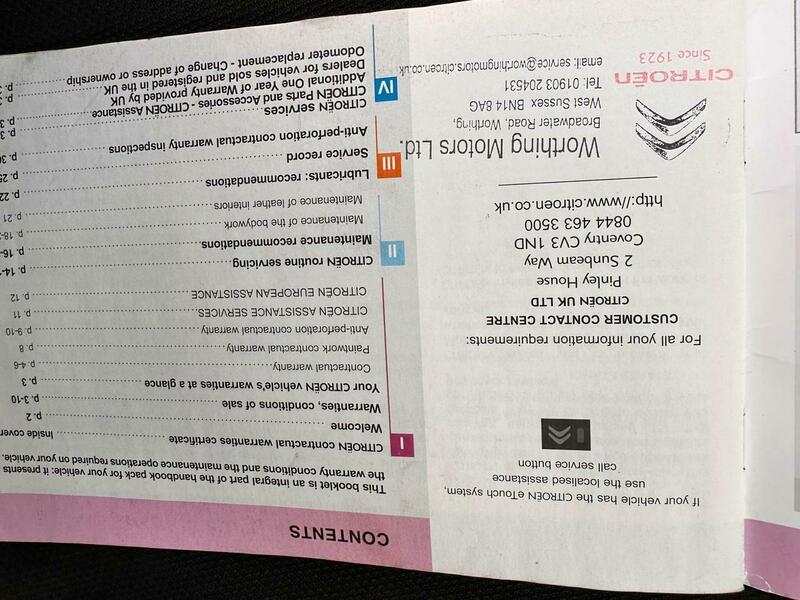 If your vehicle has the CITROËN eTouch system,
use the localised assistance
call service button
For all your information requirements:
CUSTOMER CONTACT CENTRE
CITROËN UK LTD
Pinley House
2 Sunbeam Way
Coventry CV3 1ND
0844 463 3500
http://www.citroen.co.uk
Worthing Motors Ltd.
Broadwater Road, Worthing,
West Sussex BN14 8AG
Tel: 01903 204531
email: service@worthingmotors.citroen.co.uk
CITROËN
Since 1923
CONTENTS
This booklet is an integral part of the handbook pack for your vehicle: it presents
the warranty conditions and the maintenance operations required on your vehicle.
I
CITROËN contractual warranties certificate Inside cover
Welcome p. 2
Warranties, conditions of sale p. 3-10
Your CITROËN vehicle's warranties at a glance p. 3
Contractual warranty p. 4-6
Paintwork contractual warranty p. 8
Anti-perforation contractual warranty p. 9-10
CITROËN ASSISTANCE SERVICES p. 11
CITROËN EUROPEAN ASSISTANCE p. 12
II
CITROËN routine servicing p. 14-
Maintenance recommendations p. 16-
Maintenance of the bodywork p. 18-
Maintenance of leather interiors p. 21
Lubricants: recommendations p. 22
III
Service record p. 25
Anti-perforation contractual warranty inspections p. 30
IV
CITROËN services p. 3
CITROËN Parts and Accessories - CITROËN Assistance p. 3
Additional One Year of Warranty provided by UK
Dealers for vehicles sold and registered in the UK p.
Odometer replacement - Change of address or ownership p.